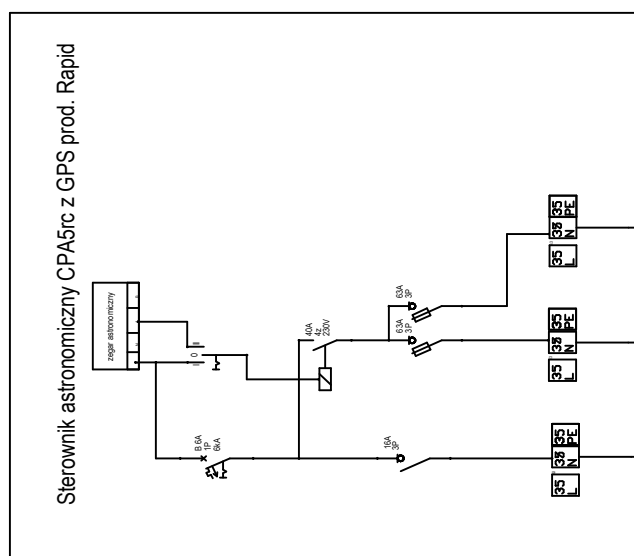 Sterownik astronomiczny CPA5rc z GPS prod. Rapid
zegar astronomiczny
I 0 II
B 6A
1P
6kA
40A
4z
230V
63A
3P
63A
3P
16A
3P
35 PE
35 N
35 L
35 PE
35 N
35 L
35 PE
35 N
35 L